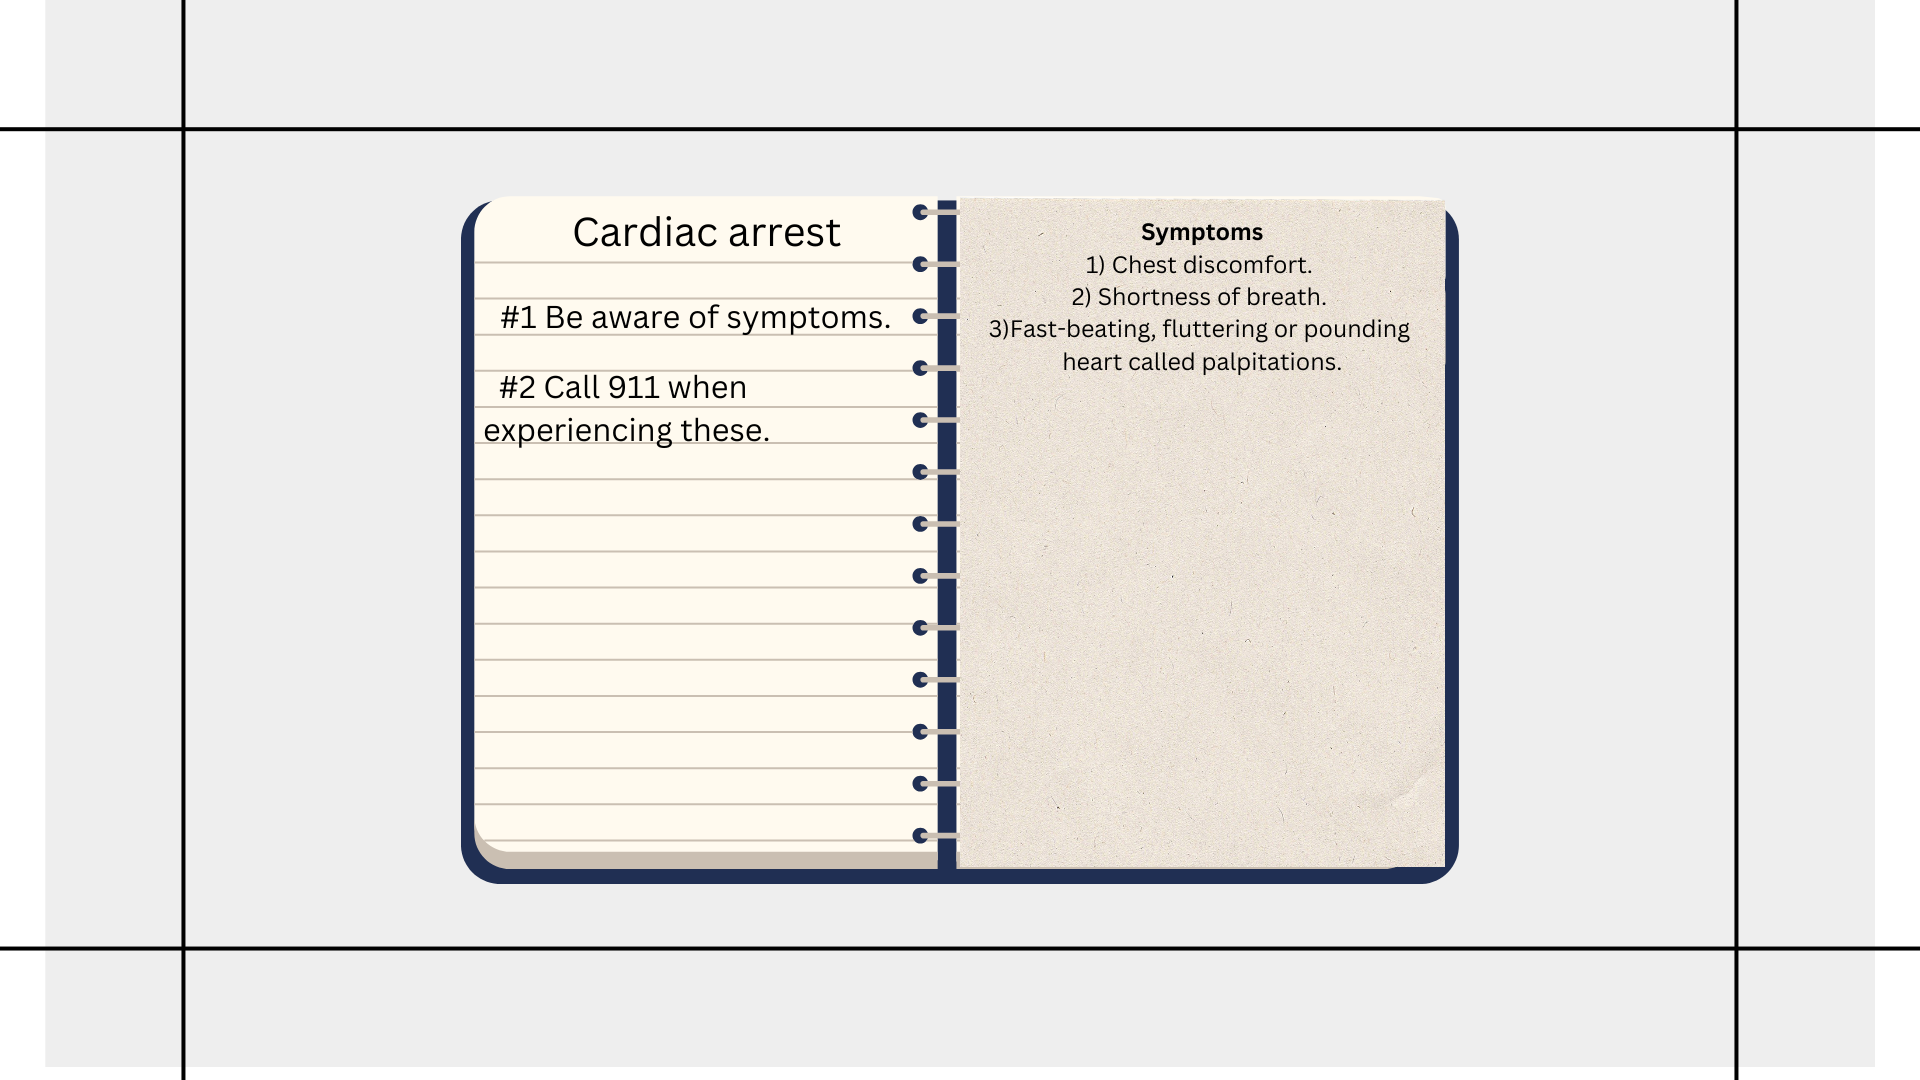 Cardiac arrest
#1 Be aware of symptoms.
#2 Call 911 when
experiencing these.
Symptoms
1) Chest discomfort.
2) Shortness of breath.
3)Fast-beating, fluttering or pounding
heart called palpitations.